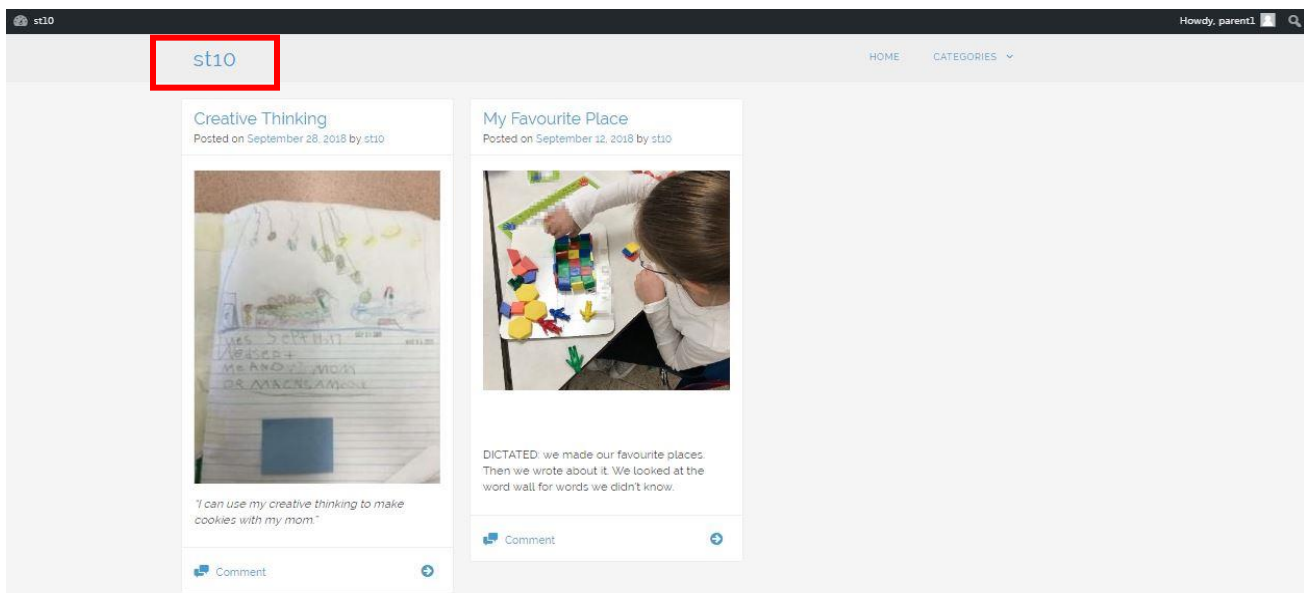 st10
Howdy, parent1
st10
HOME
CATEGORIES
Creative Thinking
Posted on September 28, 2018 by st10
"I can use my creative thinking to make
cookies with my mom."
Comment
My Favourite Place
Posted on September 12, 2018 by st10
DICTATED: we made our favourite places.
Then we wrote about it. We looked at the
word wall for words we didn't know.
Comment